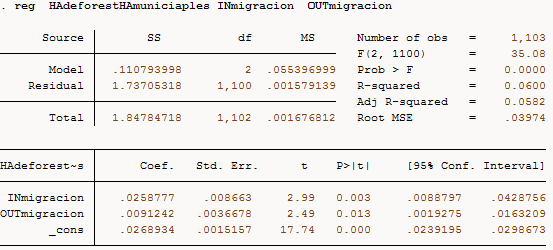 . reg  HAdeforestHAmuniciaples INmigracion  OUTmigracion
Source | SS df MS Number of obs = 1,103
F(2, 1100) = 35.08
Model | .110793998 2 .055396999 Prob > F = 0.0000
Residual | 1.73705318 1,100 .001579139 R-squared = 0.0600
Adj R-squared = 0.0582
Total | 1.84784718 1,102 .001676812 Root MSE = .03974
HAdeforest~s | Coef. Std. Err. t P>|t| [95% Conf. Interval]
INmigracion | .0258777 .008663 2.99 0.003 .0088797 .0428756
OUTmigracion | .0091242 .0036678 2.49 0.013 .0019275 .0163209
_cons | .0268934 .0015157 17.74 0.000 .0239195 .0298673